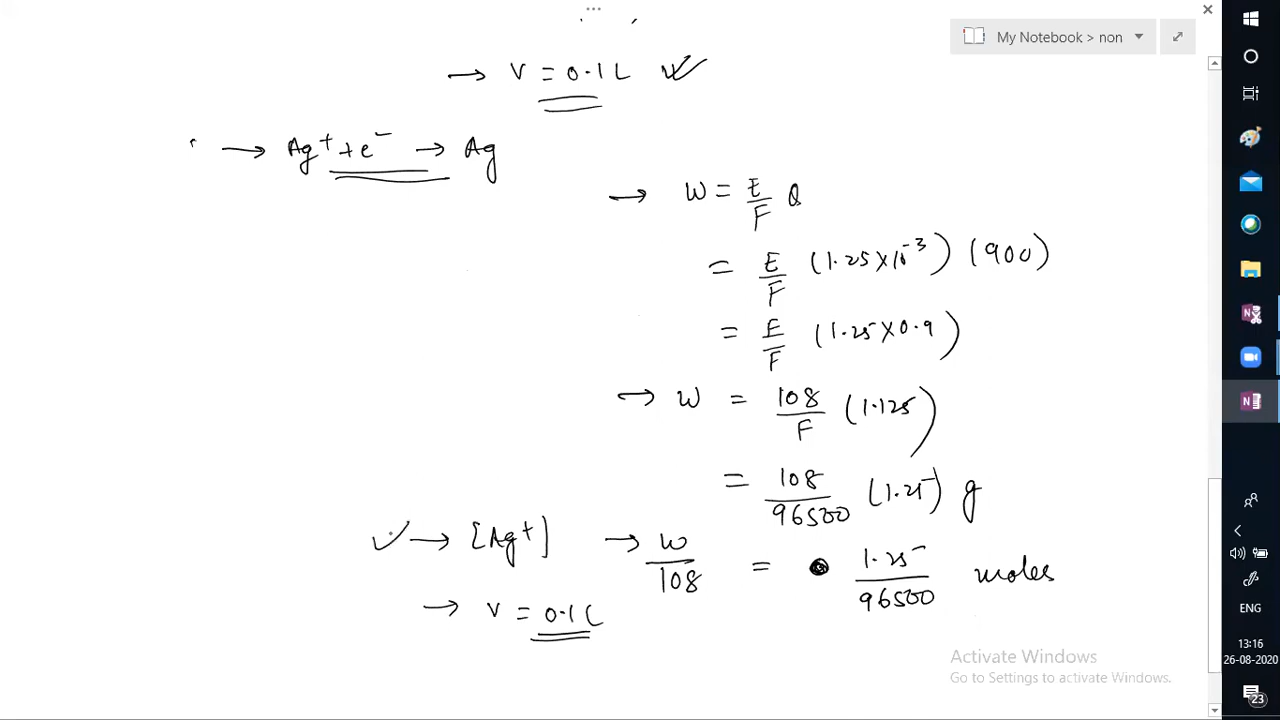 My Notebook > non
→ V = 0.1 L
→ Ag⁺ + e⁻ → Ag
→ W = E/F Q
= E/F (1.25×10⁻³) (900)
= E/F (1.25×0.9)
→ W = 108/F (1.125)
= 108/96500 (1.25) g
→ [Ag⁺] → W/108 = 1.25/96500 moles
→ V = 0.1 L
Activate Windows
Go to Settings to activate Windows.
ENG
13:16
26-08-2020
23